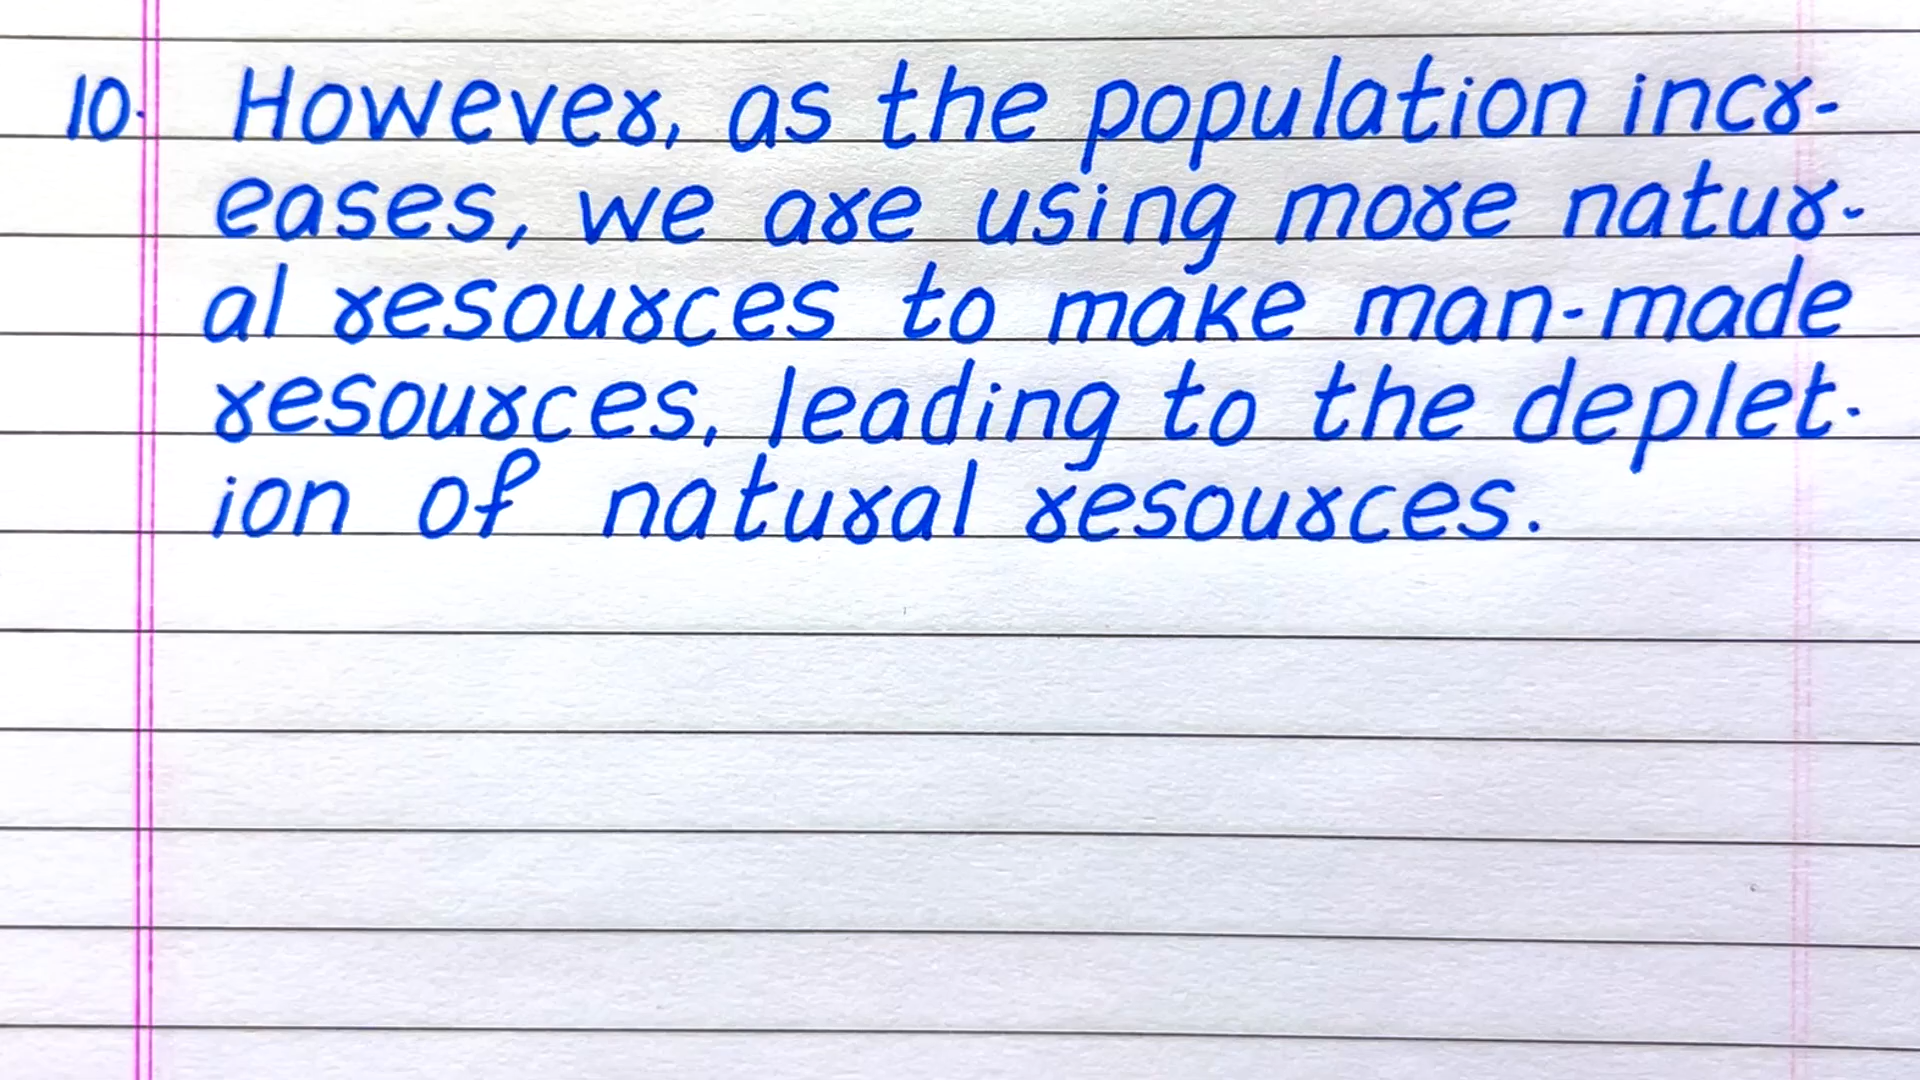 10. However, as the population incr-
eases, we are using more natur-
al resources to make man-made
resources, leading to the deplet-
ion of natural resources.